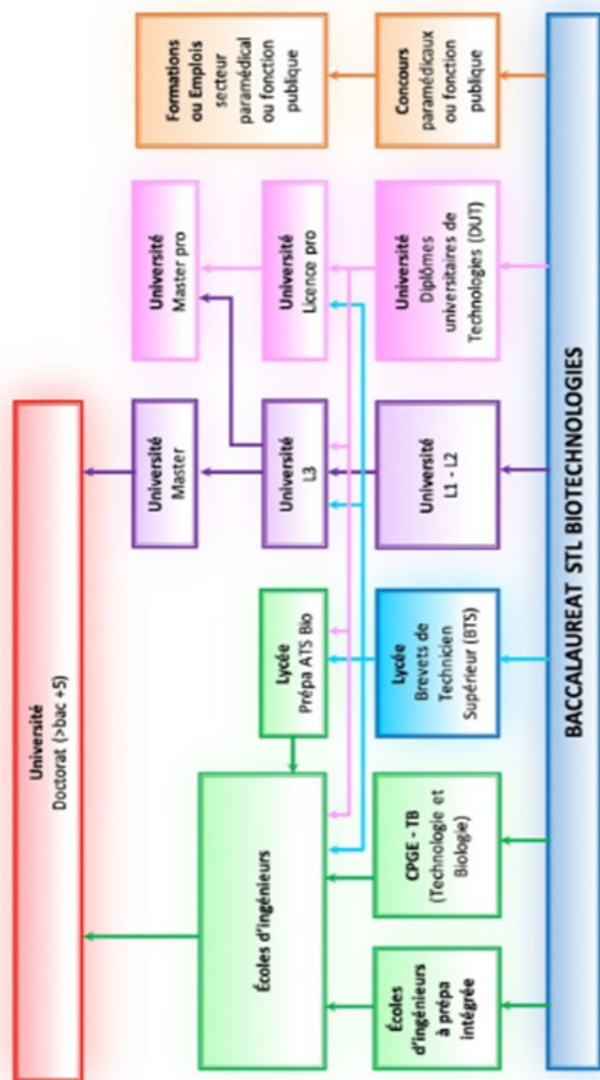 Université
Doctorat (>bac +5)
Écoles d'ingénieurs
Lycée
Prépa ATS Bio
Université
Master
Université
L3
Université
Master pro
Université
Licence pro
Formations
ou Emplois
secteur
paramédical
ou fonction
publique
Écoles
d'ingénieurs
à prépa
intégrée
CPGE - TB
(Technologie et
Biologie)
Lycée
Brevets de
Technicien
Supérieur (BTS)
Université
L1 - L2
Université
Diplômes
universitaires de
Technologies (DUT)
Concours
paramédicaux
ou fonction
publique
BACCALAUREAT STL BIOTECHNOLOGIES